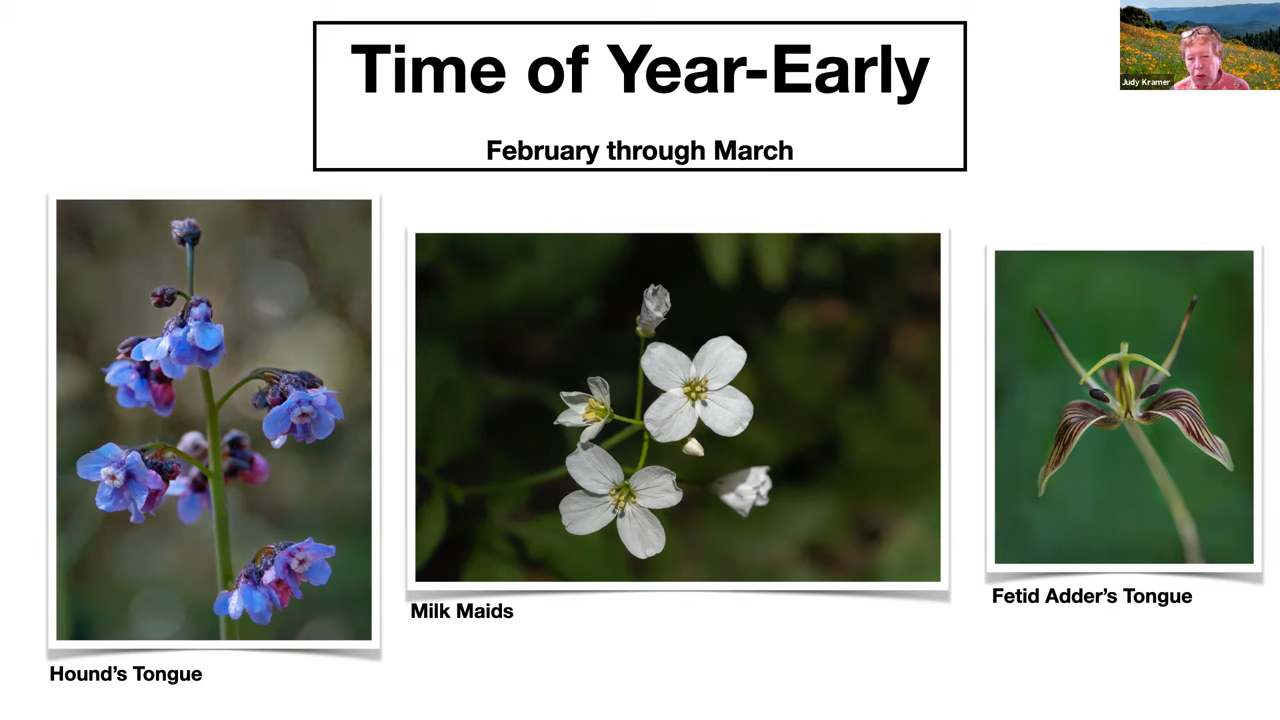 Time of Year-Early
February through March
Judy Kramer
Hound’s Tongue
Milk Maids
Fetid Adder’s Tongue